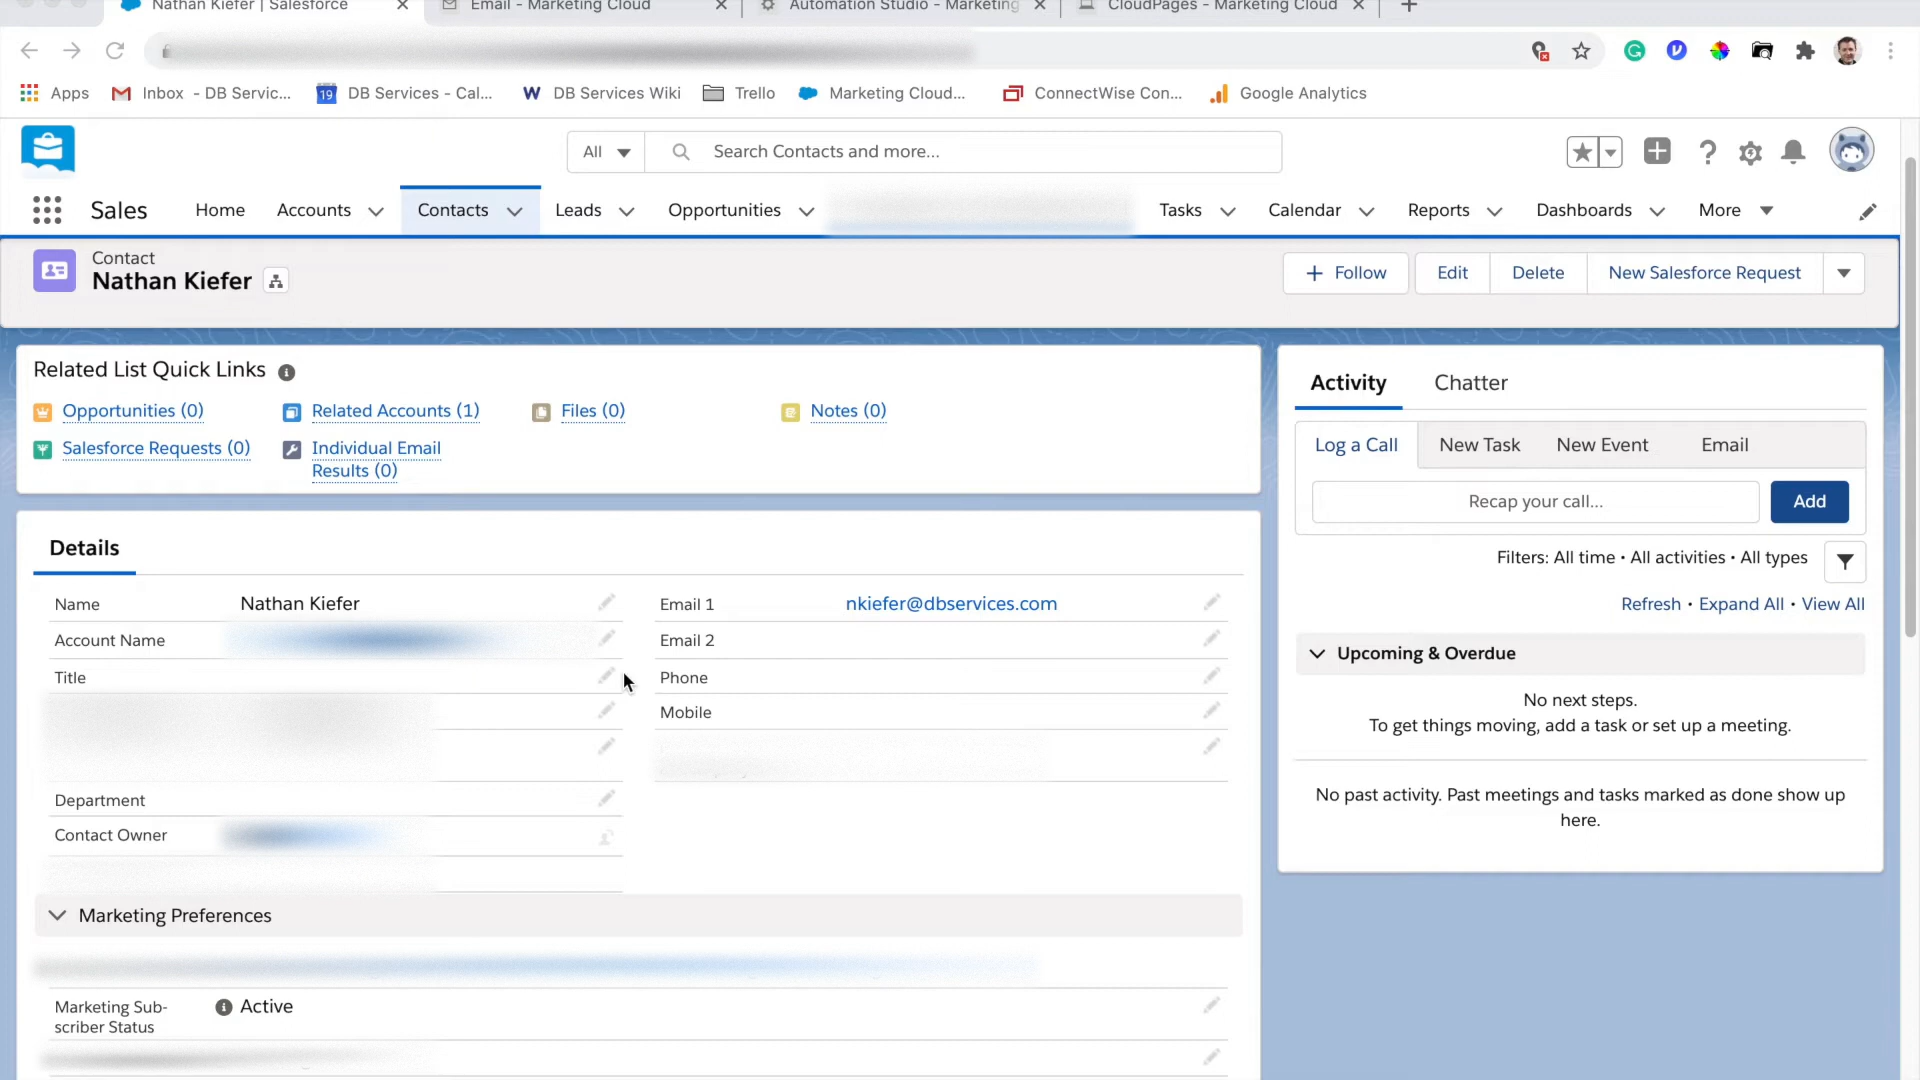 Nathan Kiefer | Salesforce
Email - Marketing Cloud
Automation Studio - Marketing
CloudPages - Marketing Cloud
Apps
Inbox - DB Servic...
19
DB Services - Cal...
W DB Services Wiki
Trello
Marketing Cloud...
ConnectWise Con...
Google Analytics
All
Search Contacts and more...
Sales
Home
Accounts
Contacts
Leads
Opportunities
Tasks
Calendar
Reports
Dashboards
More
Contact
Nathan Kiefer
+ Follow
Edit
Delete
New Salesforce Request
Related List Quick Links
Opportunities (0)
Related Accounts (1)
Files (0)
Notes (0)
Salesforce Requests (0)
Individual Email
Results (0)
Activity
Chatter
Log a Call
New Task
New Event
Email
Recap your call...
Add
Filters: All time • All activities • All types
Refresh • Expand All • View All
Upcoming & Overdue
No next steps.
To get things moving, add a task or set up a meeting.
No past activity. Past meetings and tasks marked as done show up
here.
Details
Name
Nathan Kiefer
Email 1
nkiefer@dbservices.com
Account Name
Email 2
Title
Phone
Mobile
Department
Contact Owner
Marketing Preferences
Marketing Sub-
scriber Status
Active